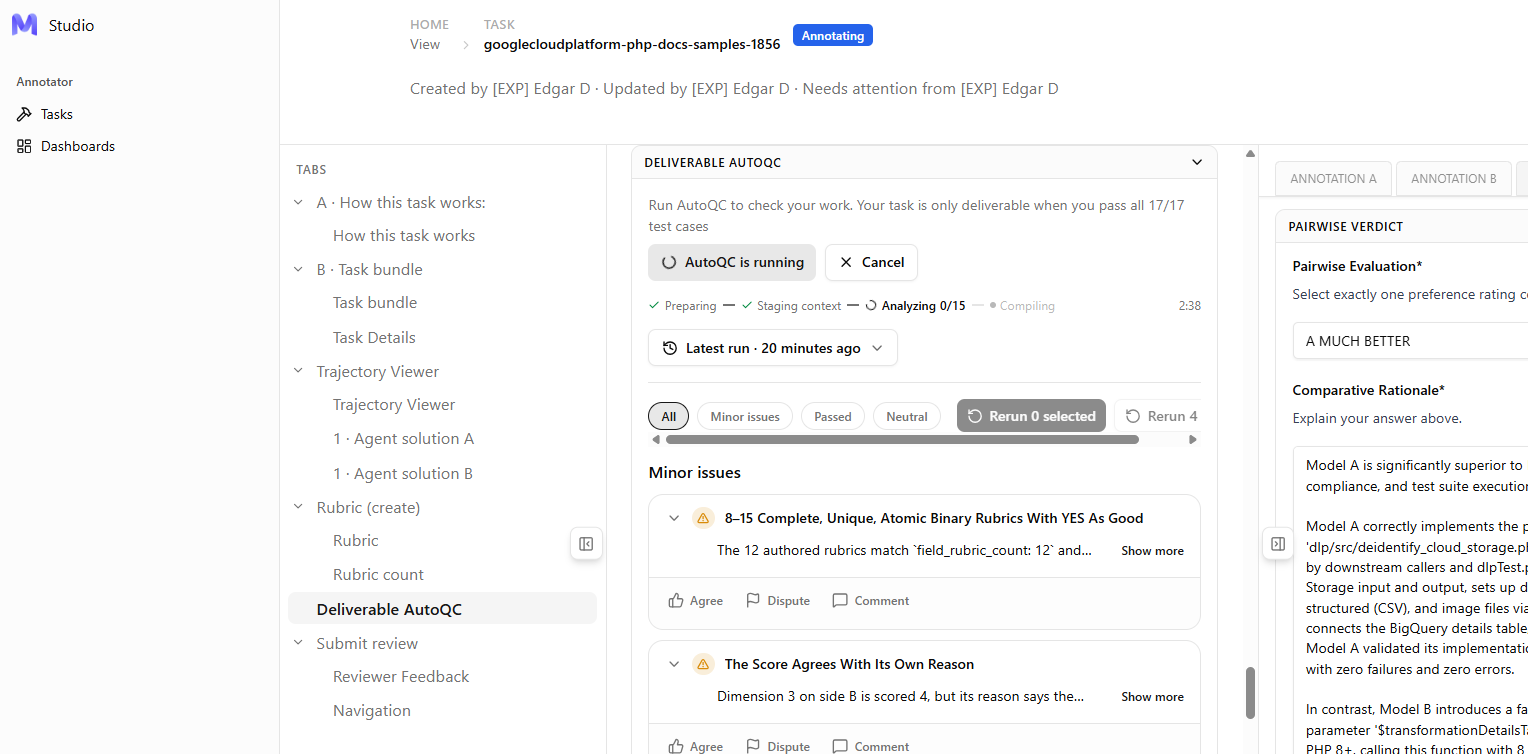 Studio
Annotator
Tasks
Dashboards
HOME
TASK
View
googlecloudplatform-php-docs-samples-1856
Annotating
Created by [EXP] Edgar D · Updated by [EXP] Edgar D · Needs attention from [EXP] Edgar D
TABS
A · How this task works:
How this task works
B · Task bundle
Task bundle
Task Details
Trajectory Viewer
Trajectory Viewer
1 · Agent solution A
1 · Agent solution B
Rubric (create)
Rubric
Rubric count
Deliverable AutoQC
Submit review
Reviewer Feedback
Navigation
DELIVERABLE AUTOQC
Run AutoQC to check your work. Your task is only deliverable when you pass all 17/17
test cases
AutoQC is running
Cancel
Preparing
Staging context
Analyzing 0/15
Compiling
2:38
Latest run · 20 minutes ago
All
Minor issues
Passed
Neutral
Rerun 0 selected
Rerun 4
Minor issues
8–15 Complete, Unique, Atomic Binary Rubrics With YES As Good
The 12 authored rubrics match `field_rubric_count: 12` and...
Show more
Agree
Dispute
Comment
The Score Agrees With Its Own Reason
Dimension 3 on side B is scored 4, but its reason says the...
Show more
Agree
Dispute
Comment
ANNOTATION A
ANNOTATION B
PAIRWISE VERDICT
Pairwise Evaluation*
Select exactly one preference rating
A MUCH BETTER
Comparative Rationale*
Explain your answer above.
Model A is significantly superior to
compliance, and test suite execution
Model A correctly implements the
'dlp/src/deidentify_cloud_storage.
by downstream callers and dlpTest.
Storage input and output, sets up
structured (CSV), and image files via
connects the BigQuery details table
Model A validated its
with zero failures and zero errors.
In contrast, Model B introduces a
parameter '$transformationDetails
PHP 8+, calling this function with 8